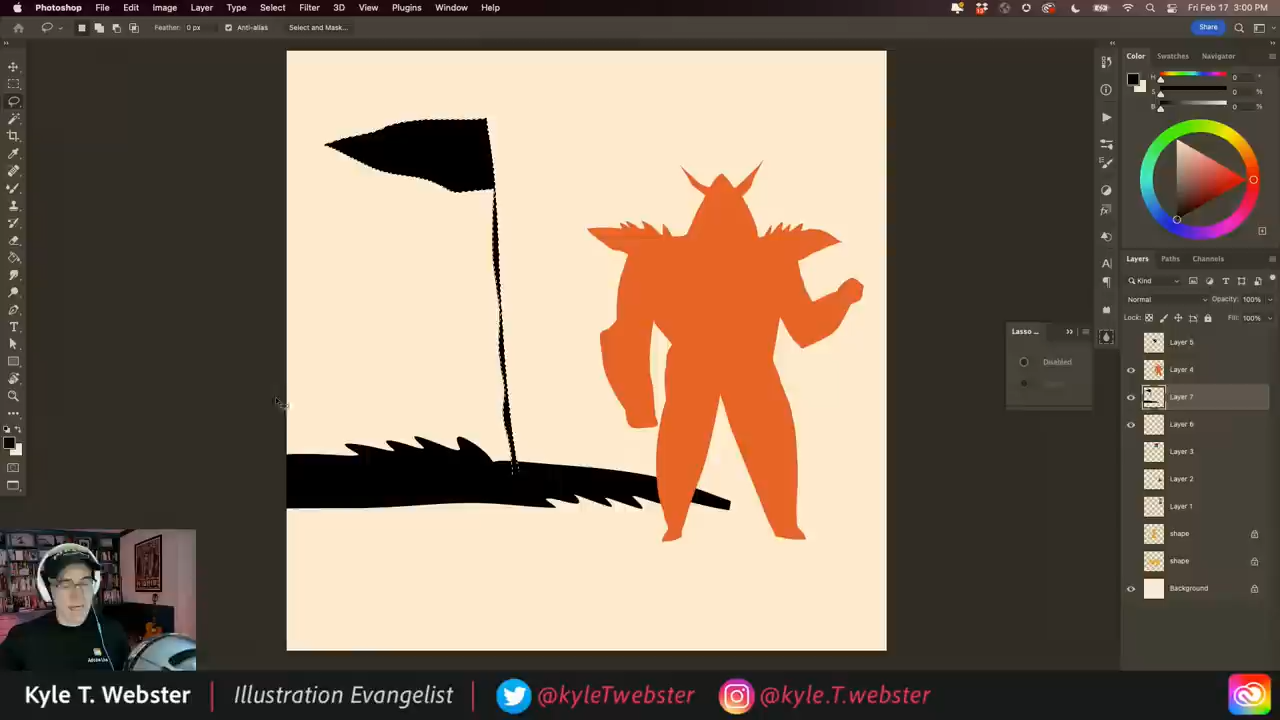 Photoshop File Edit Image Layer Type Select Filter 3D View Plugins Window Help Fri Feb 17 3:00 PM
Feather: 0 px Anti-alias Select and Mask... Share
Color Swatches Navigator
H 0 °
S 0 %
B 0 %
Layers Paths Channels
Kind
Normal Opacity: 100%
Lock: Fill: 100%
Lasso ...
Disabled
Layer 5
Layer 4
Layer 7
Layer 6
Layer 3
Layer 2
Layer 1
shape
shape
Background
Kyle T. Webster | Illustration Evangelist @kyleTwebster @kyle.T.webster